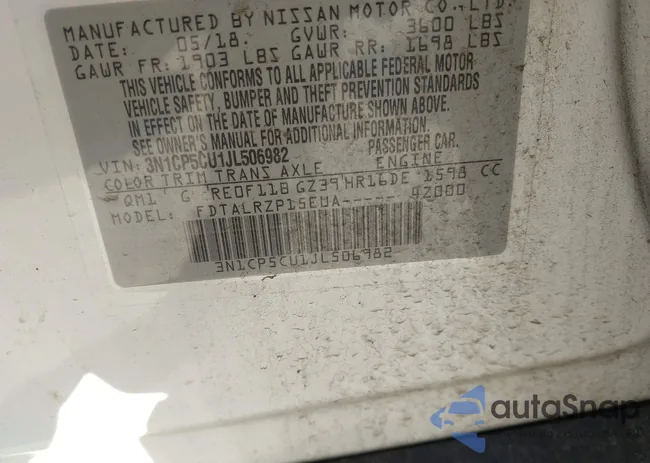 MANUFACTURED BY NISSAN MOTOR CO.,LTD.
DATE: 05/18. GVWR: 3600 LBS
GAWR FR: 1903 LBS GAWR RR: 1698 LBS
THIS VEHICLE CONFORMS TO ALL APPLICABLE FEDERAL MOTOR
VEHICLE SAFETY, BUMPER AND THEFT PREVENTION STANDARDS
IN EFFECT ON THE DATE OF MANUFACTURE SHOWN ABOVE.
SEE OWNER'S MANUAL FOR ADDITIONAL INFORMATION.
VIN: 3N1CP5CU1JL506982 PASSENGER CAR.
COLOR TRIM TRANS AXLE ENGINE
QM1 G RE0F11B GZ39 HR16DE 1598 CC
MODEL: FDTALRZP15EUA----- 42000
3N1CP5CU1JL506982
autoSnap